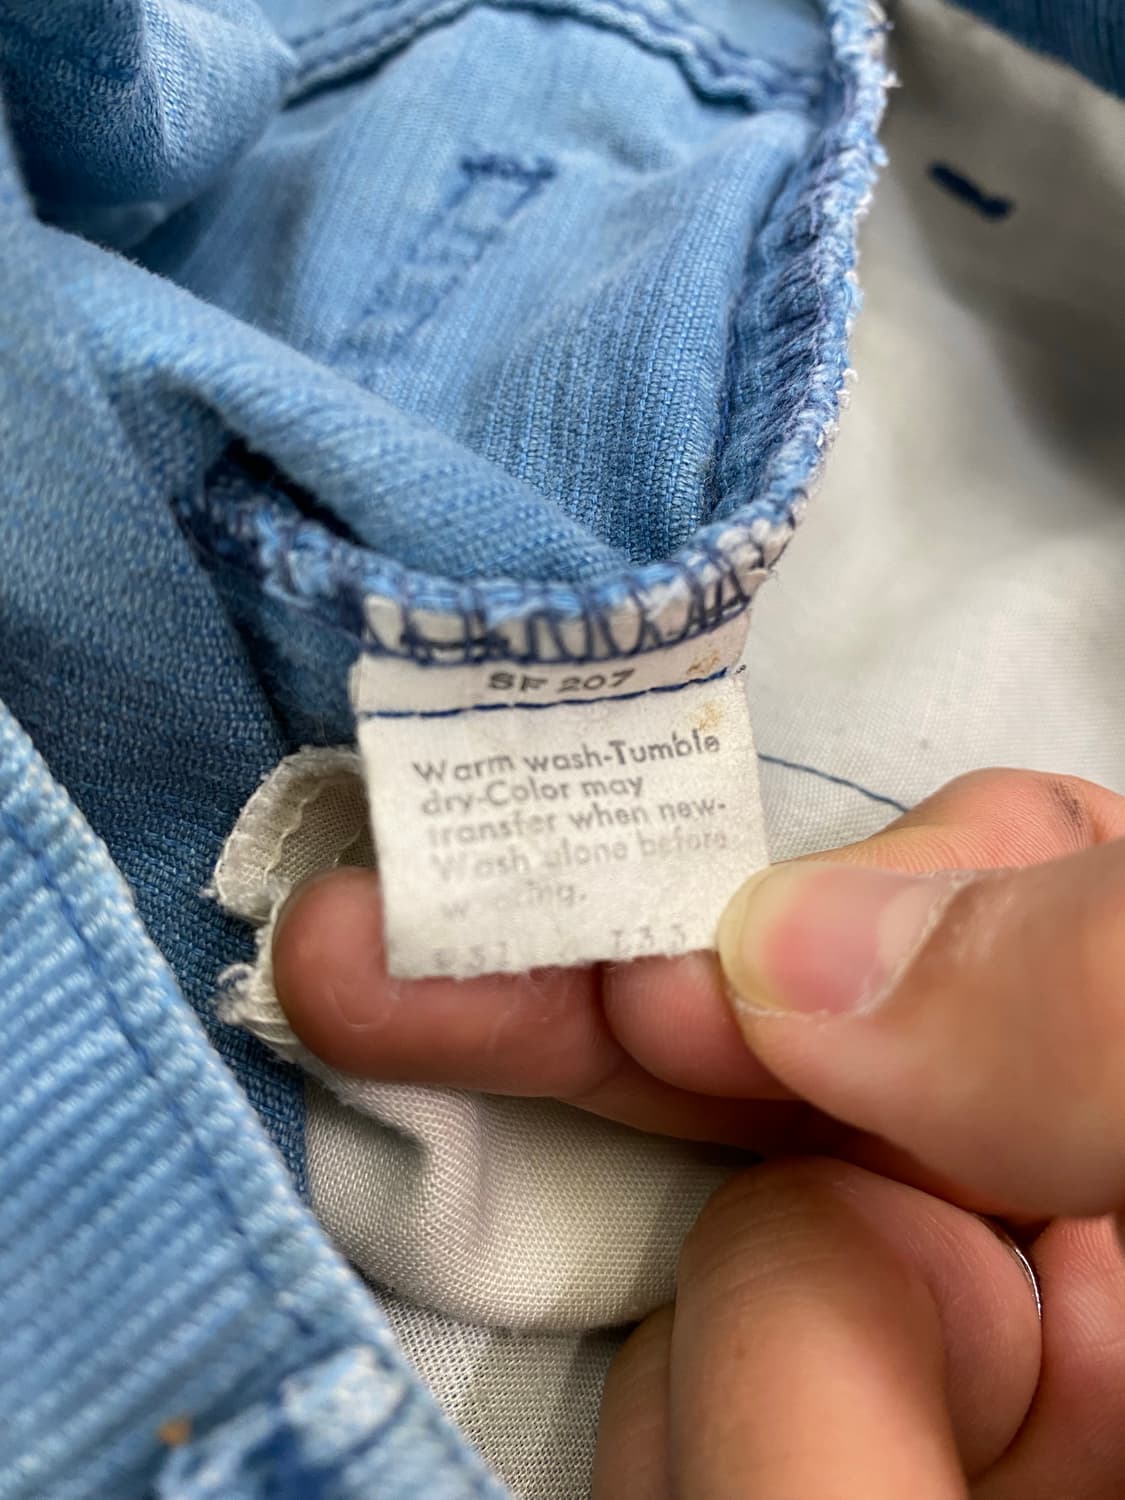 SF 207
Warm wash-Tumble
dry-Color may
transfer when new-
Wash alone before